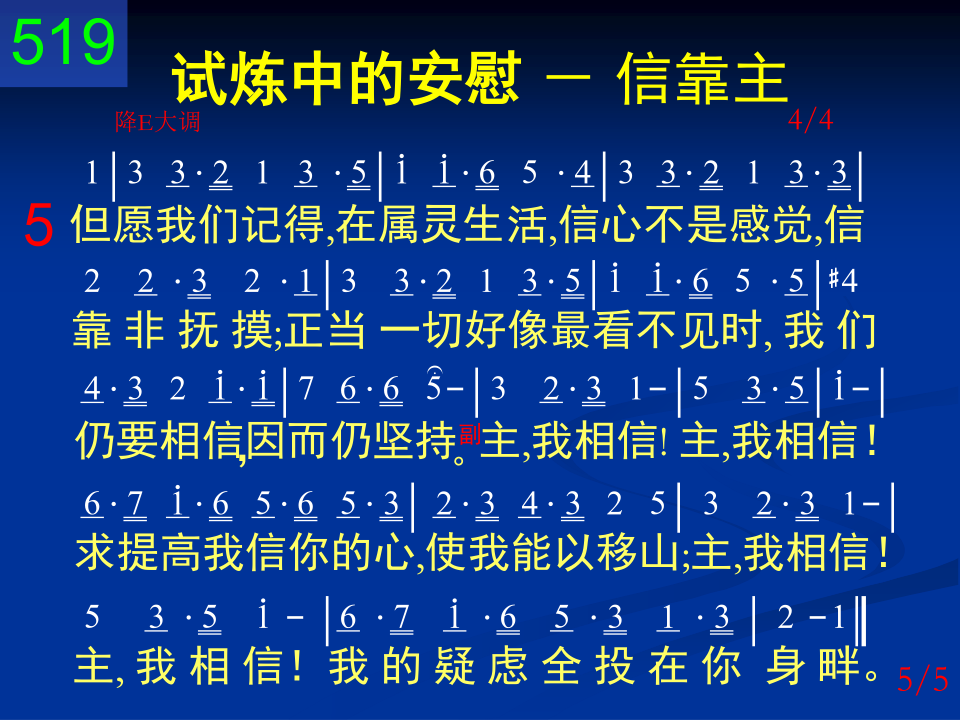 519
试炼中的安慰 － 信靠主
降E大调 4/4
1|3 3·2 1 3·5|i i·6 5·4|3 3·2 1 3·3|
5 但愿我们记得,在属灵生活,信心不是感觉,信
2 2·3 2·1|3 3·2 1 3·5|i i·6 5·5|♯4
靠非抚摸;正当一切好像最看不见时,我们
4·3 2 i·i|7 6·6 5－|3 2·3 1－|5 3·5|i－|
仍要相信,因而仍坚持。副主,我相信!主,我相信！
6·7 i·6 5·6 5·3|2·3 4·3 2 5|3 2·3 1－|
求提高我信你的心,使我能以移山;主,我相信！
5 3·5 i－|6·7 i·6 5·3 1·3|2－1‖
主,我相信！我的疑虑全投在你身畔。
5/5